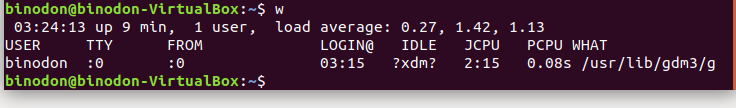 binodon@binodon-VirtualBox:~$ w
 03:24:13 up 9 min,  1 user,  load average: 0.27, 1.42, 1.13
USER     TTY      FROM             LOGIN@   IDLE   JCPU   PCPU WHAT
binodon  :0       :0               03:15   ?xdm?   2:15   0.08s /usr/lib/gdm3/g
binodon@binodon-VirtualBox:~$